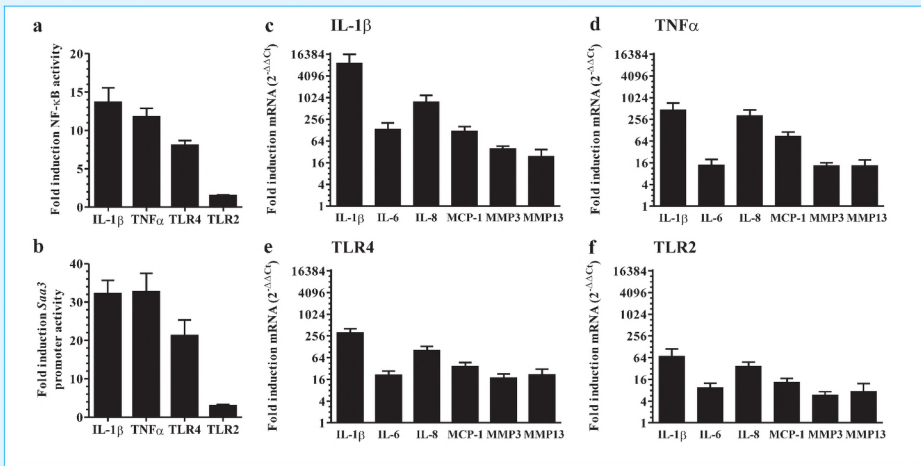 a
Fold induction NF-κB activity
20
15
10
5
0
IL-1β TNFα TLR4 TLR2
b
Fold induction Saa3
promoter activity
40
30
20
10
0
IL-1β TNFα TLR4 TLR2
c IL-1β
Fold induction mRNA (2-ΔΔCt)
16384
4096
1024
256
64
16
4
1
IL-1β IL-6 IL-8 MCP-1 MMP3 MMP13
d TNFα
Fold induction mRNA (2-ΔΔCt)
16384
4096
1024
256
64
16
4
1
IL-1β IL-6 IL-8 MCP-1 MMP3 MMP13
e TLR4
Fold induction mRNA (2-ΔΔCt)
16384
4096
1024
256
64
16
4
1
IL-1β IL-6 IL-8 MCP-1 MMP3 MMP13
f TLR2
Fold induction mRNA (2-ΔΔCt)
16384
4096
1024
256
64
16
4
1
IL-1β IL-6 IL-8 MCP-1 MMP3 MMP13